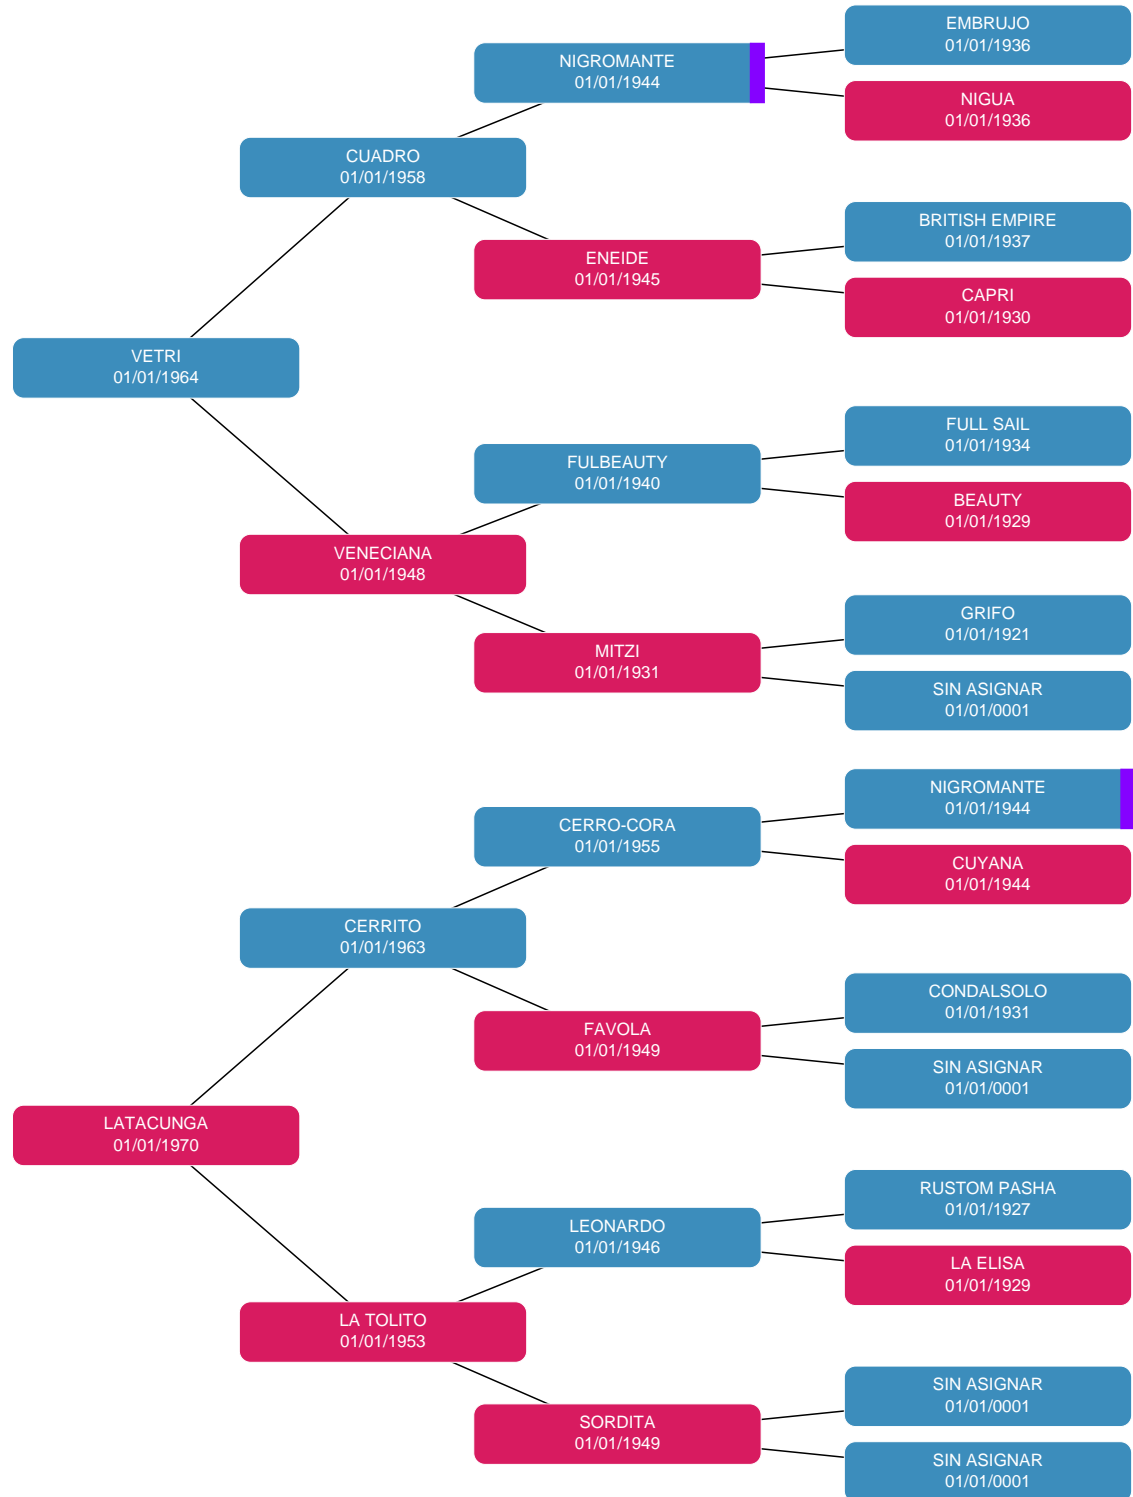 EMBRUJO
01/01/1936
NIGROMANTE
01/01/1944
NIGUA
01/01/1936
CUADRO
01/01/1958
BRITISH EMPIRE
01/01/1937
ENEIDE
01/01/1945
CAPRI
01/01/1930
VETRI
01/01/1964
FULL SAIL
01/01/1934
FULBEAUTY
01/01/1940
BEAUTY
01/01/1929
VENECIANA
01/01/1948
GRIFO
01/01/1921
MITZI
01/01/1931
SIN ASIGNAR
01/01/0001
NIGROMANTE
01/01/1944
CERRO-CORA
01/01/1955
CUYANA
01/01/1944
CERRITO
01/01/1963
CONDALSOLO
01/01/1931
FAVOLA
01/01/1949
SIN ASIGNAR
01/01/0001
LATACUNGA
01/01/1970
RUSTOM PASHA
01/01/1927
LEONARDO
01/01/1946
LA ELISA
01/01/1929
LA TOLITO
01/01/1953
SIN ASIGNAR
01/01/0001
SORDITA
01/01/1949
SIN ASIGNAR
01/01/0001